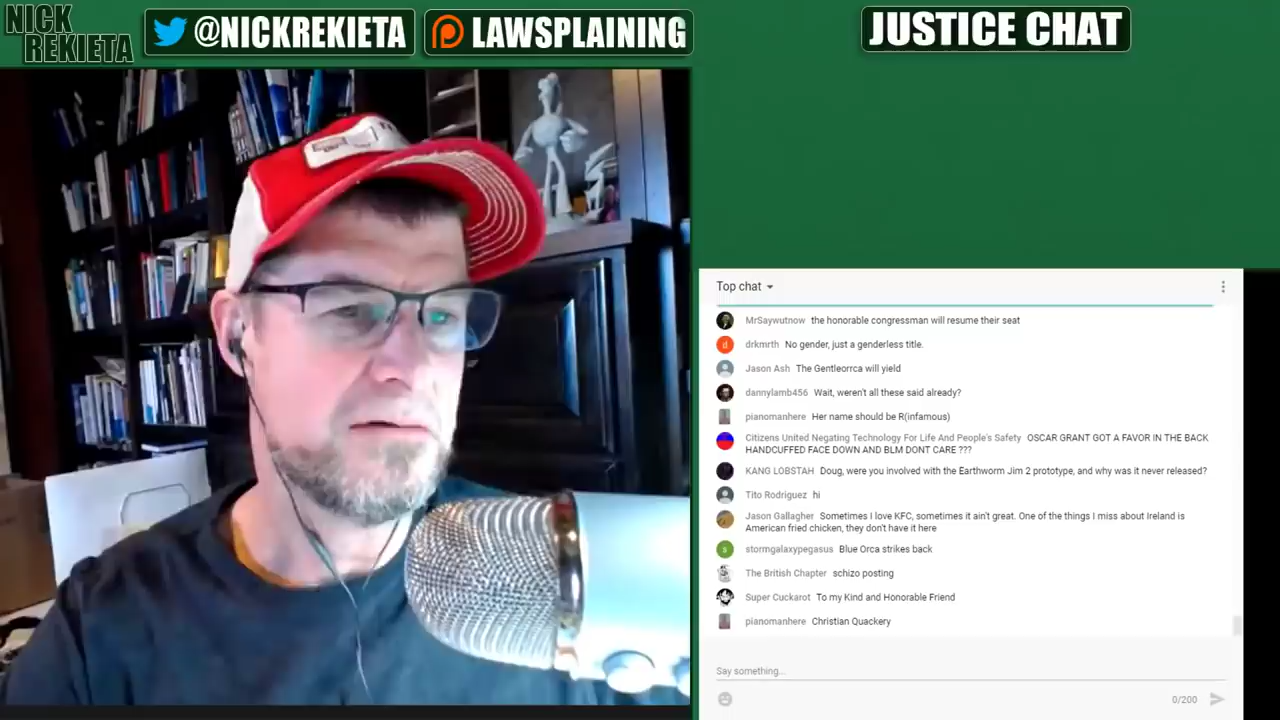 NICK
REKIETA
@NICKREKIETA
LAWSPLAINING
JUSTICE CHAT
Top chat
MrSaywutnow the honorable congressman will resume their seat
d
drkmrth No gender, just a genderless title.
Jason Ash The Gentleorrca will yield
dannylamb456 Wait, weren't all these said already?
pianomanhere Her name should be R(infamous)
Citizens United Negating Technology For Life And People's Safety OSCAR GRANT GOT A FAVOR IN THE BACK
HANDCUFFED FACE DOWN AND BLM DONT CARE ???
KANG LOBSTAH Doug, were you involved with the Earthworm Jim 2 prototype, and why was it never released?
Tito Rodriguez hi
Jason Gallagher Sometimes I love KFC, sometimes it ain't great. One of the things I miss about Ireland is
American fried chicken, they don't have it here
s
stormgalaxypegasus Blue Orca strikes back
The British Chapter schizo posting
Super Cuckarot To my Kind and Honorable Friend
pianomanhere Christian Quackery
Say something...
0/200